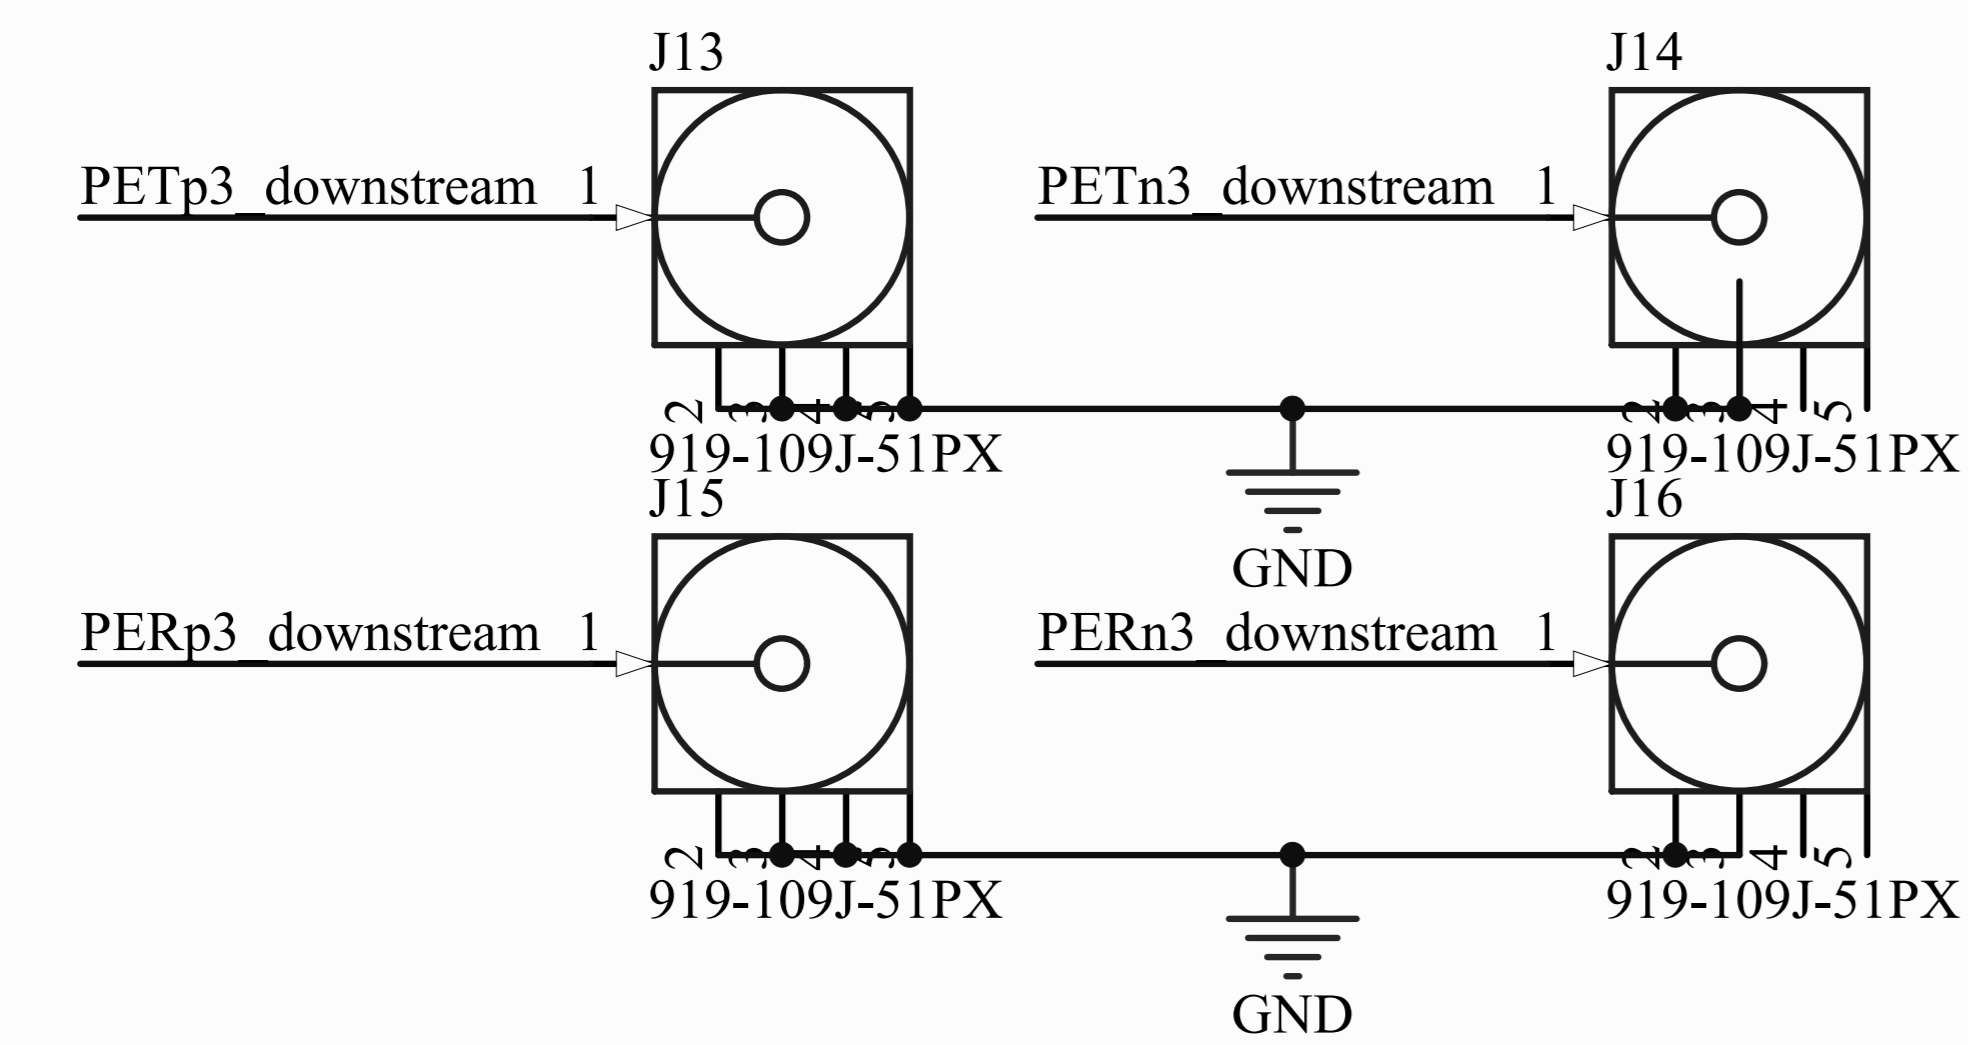 J13
J14
PETp3_downstream 1
PETn3_downstream 1
2 3 4 5
2 3 4 5
919-109J-51PX
919-109J-51PX
GND
J15
J16
PERp3_downstream 1
PERn3_downstream 1
2 3 4 5
2 3 4 5
919-109J-51PX
919-109J-51PX
GND